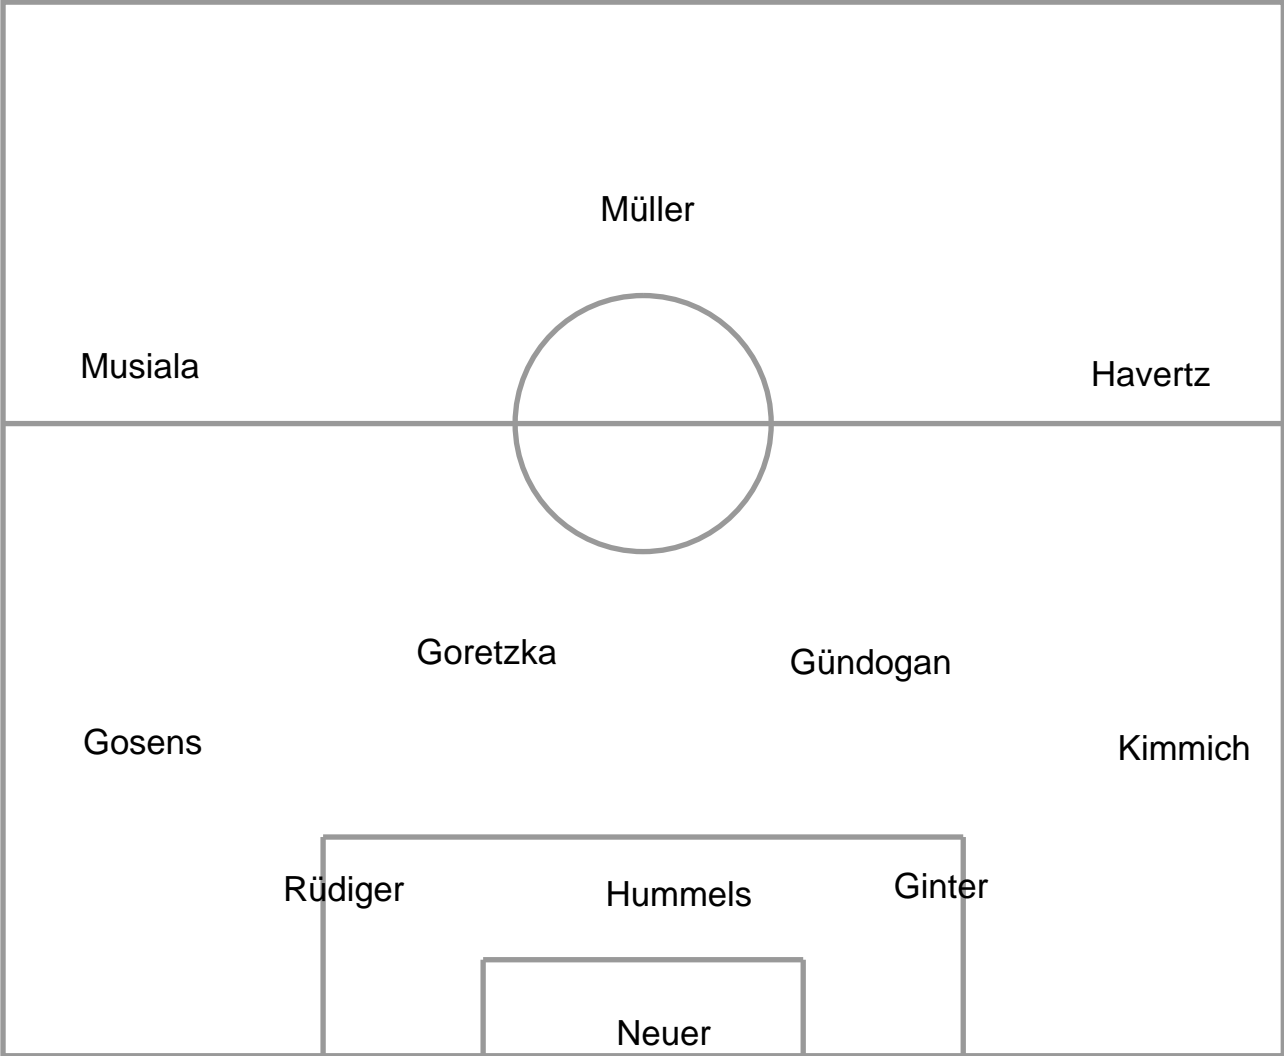 Müller
Musiala
Havertz
Goretzka
Gündogan
Gosens
Kimmich
Rüdiger
Hummels
Ginter
Neuer